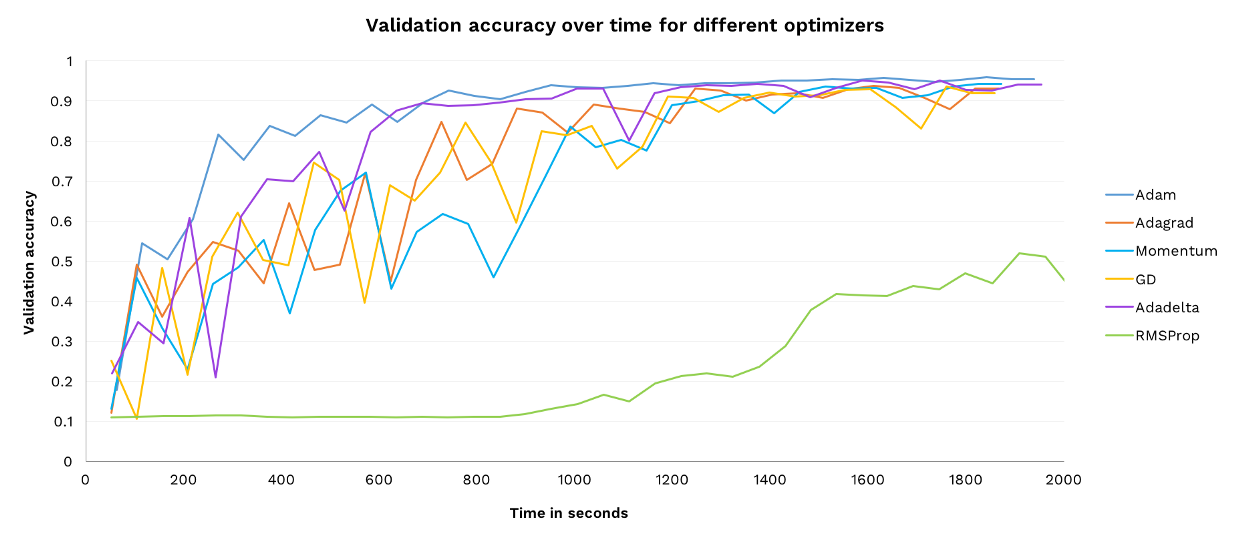 Validation accuracy over time for different optimizers
1
0.9
0.8
0.7
0.6
0.5
0.4
0.3
0.2
0.1
0
Validation accuracy
0 200 400 600 800 1000 1200 1400 1600 1800 2000
Time in seconds
Adam
Adagrad
Momentum
GD
Adadelta
RMSProp